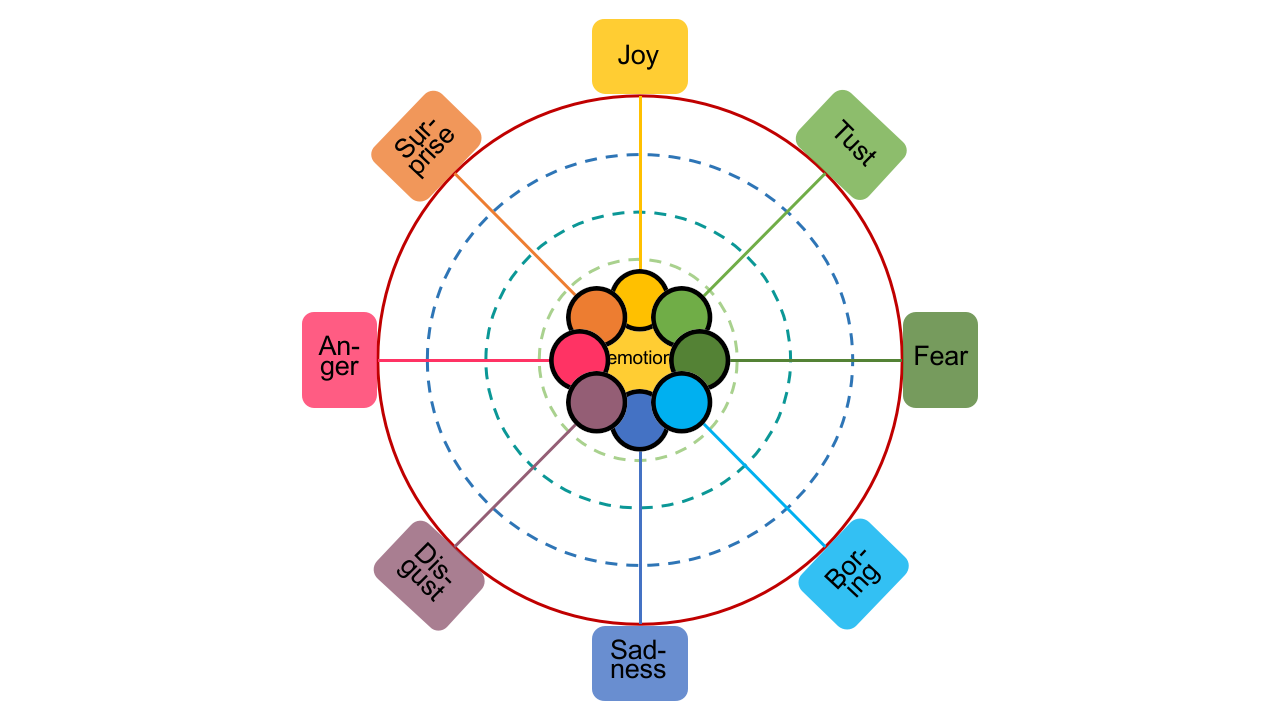 Joy
Sur-
prise
Tust
An-
ger
emotion
Fear
Dis-
gust
Bor-
ing
Sad-
ness